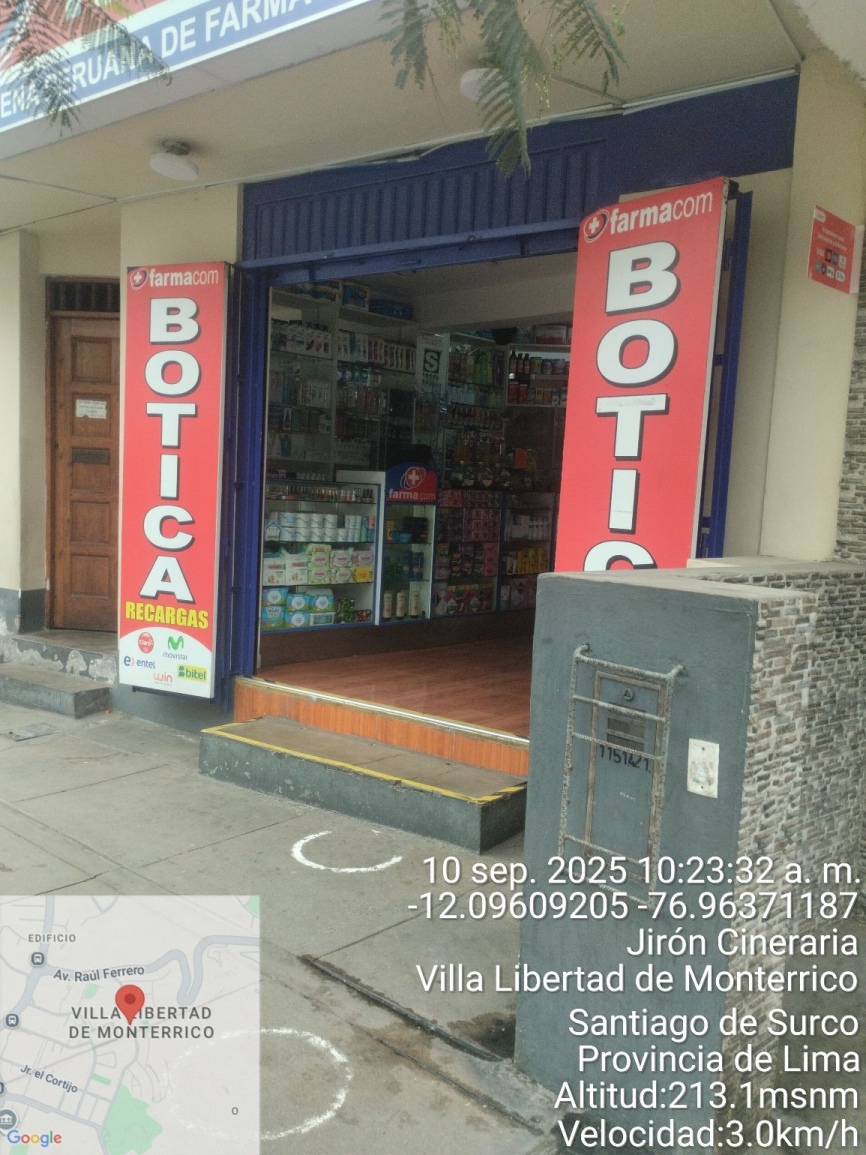 ENA PERUANA DE FARMA
farmacom
BOTICA
RECARGAS
Claro
movistar
entel
win
bitel
S
farmacom
farmacom
BOTIC
10 sep. 2025 10:23:32 a. m.
-12.09609205 -76.96371187
Jirón Cineraria
Villa Libertad de Monterrico
Santiago de Surco
Provincia de Lima
Altitud:213.1msnm
Velocidad:3.0km/h
EDIFICIO
Av. Raúl Ferrero
VILLA LIBERTAD
DE MONTERRICO
Jr. el Cortijo
Google